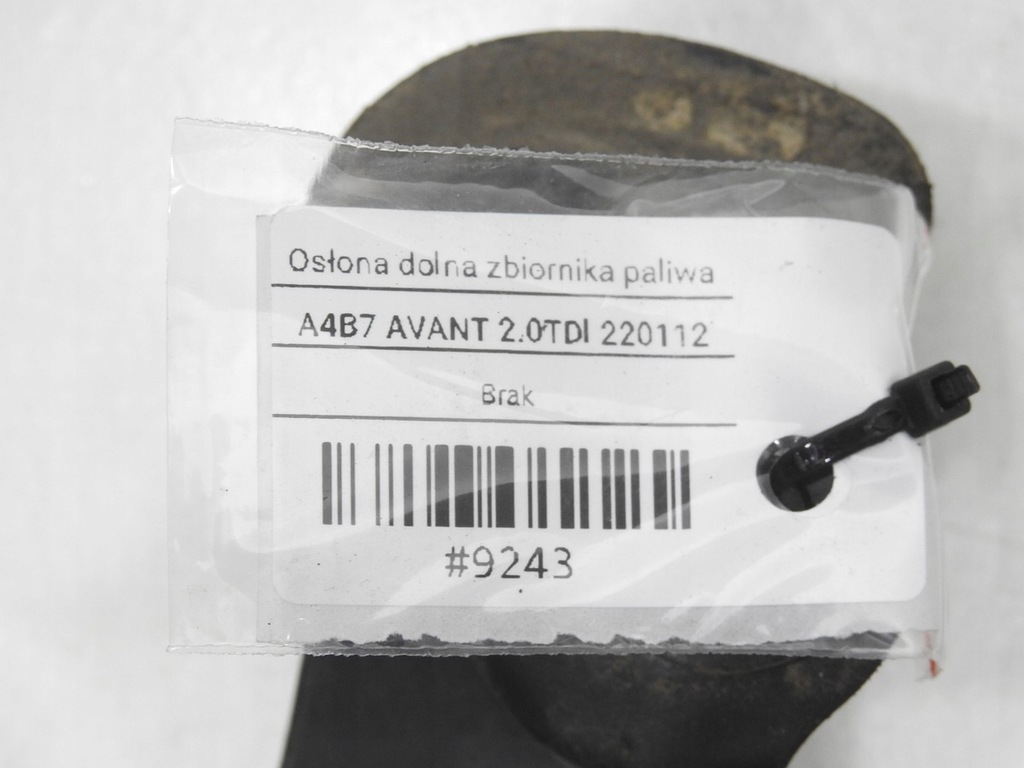 Osłona dolna zbiornika paliwa
A4B7 AVANT 2.0TDI 220112
Brak
#9243